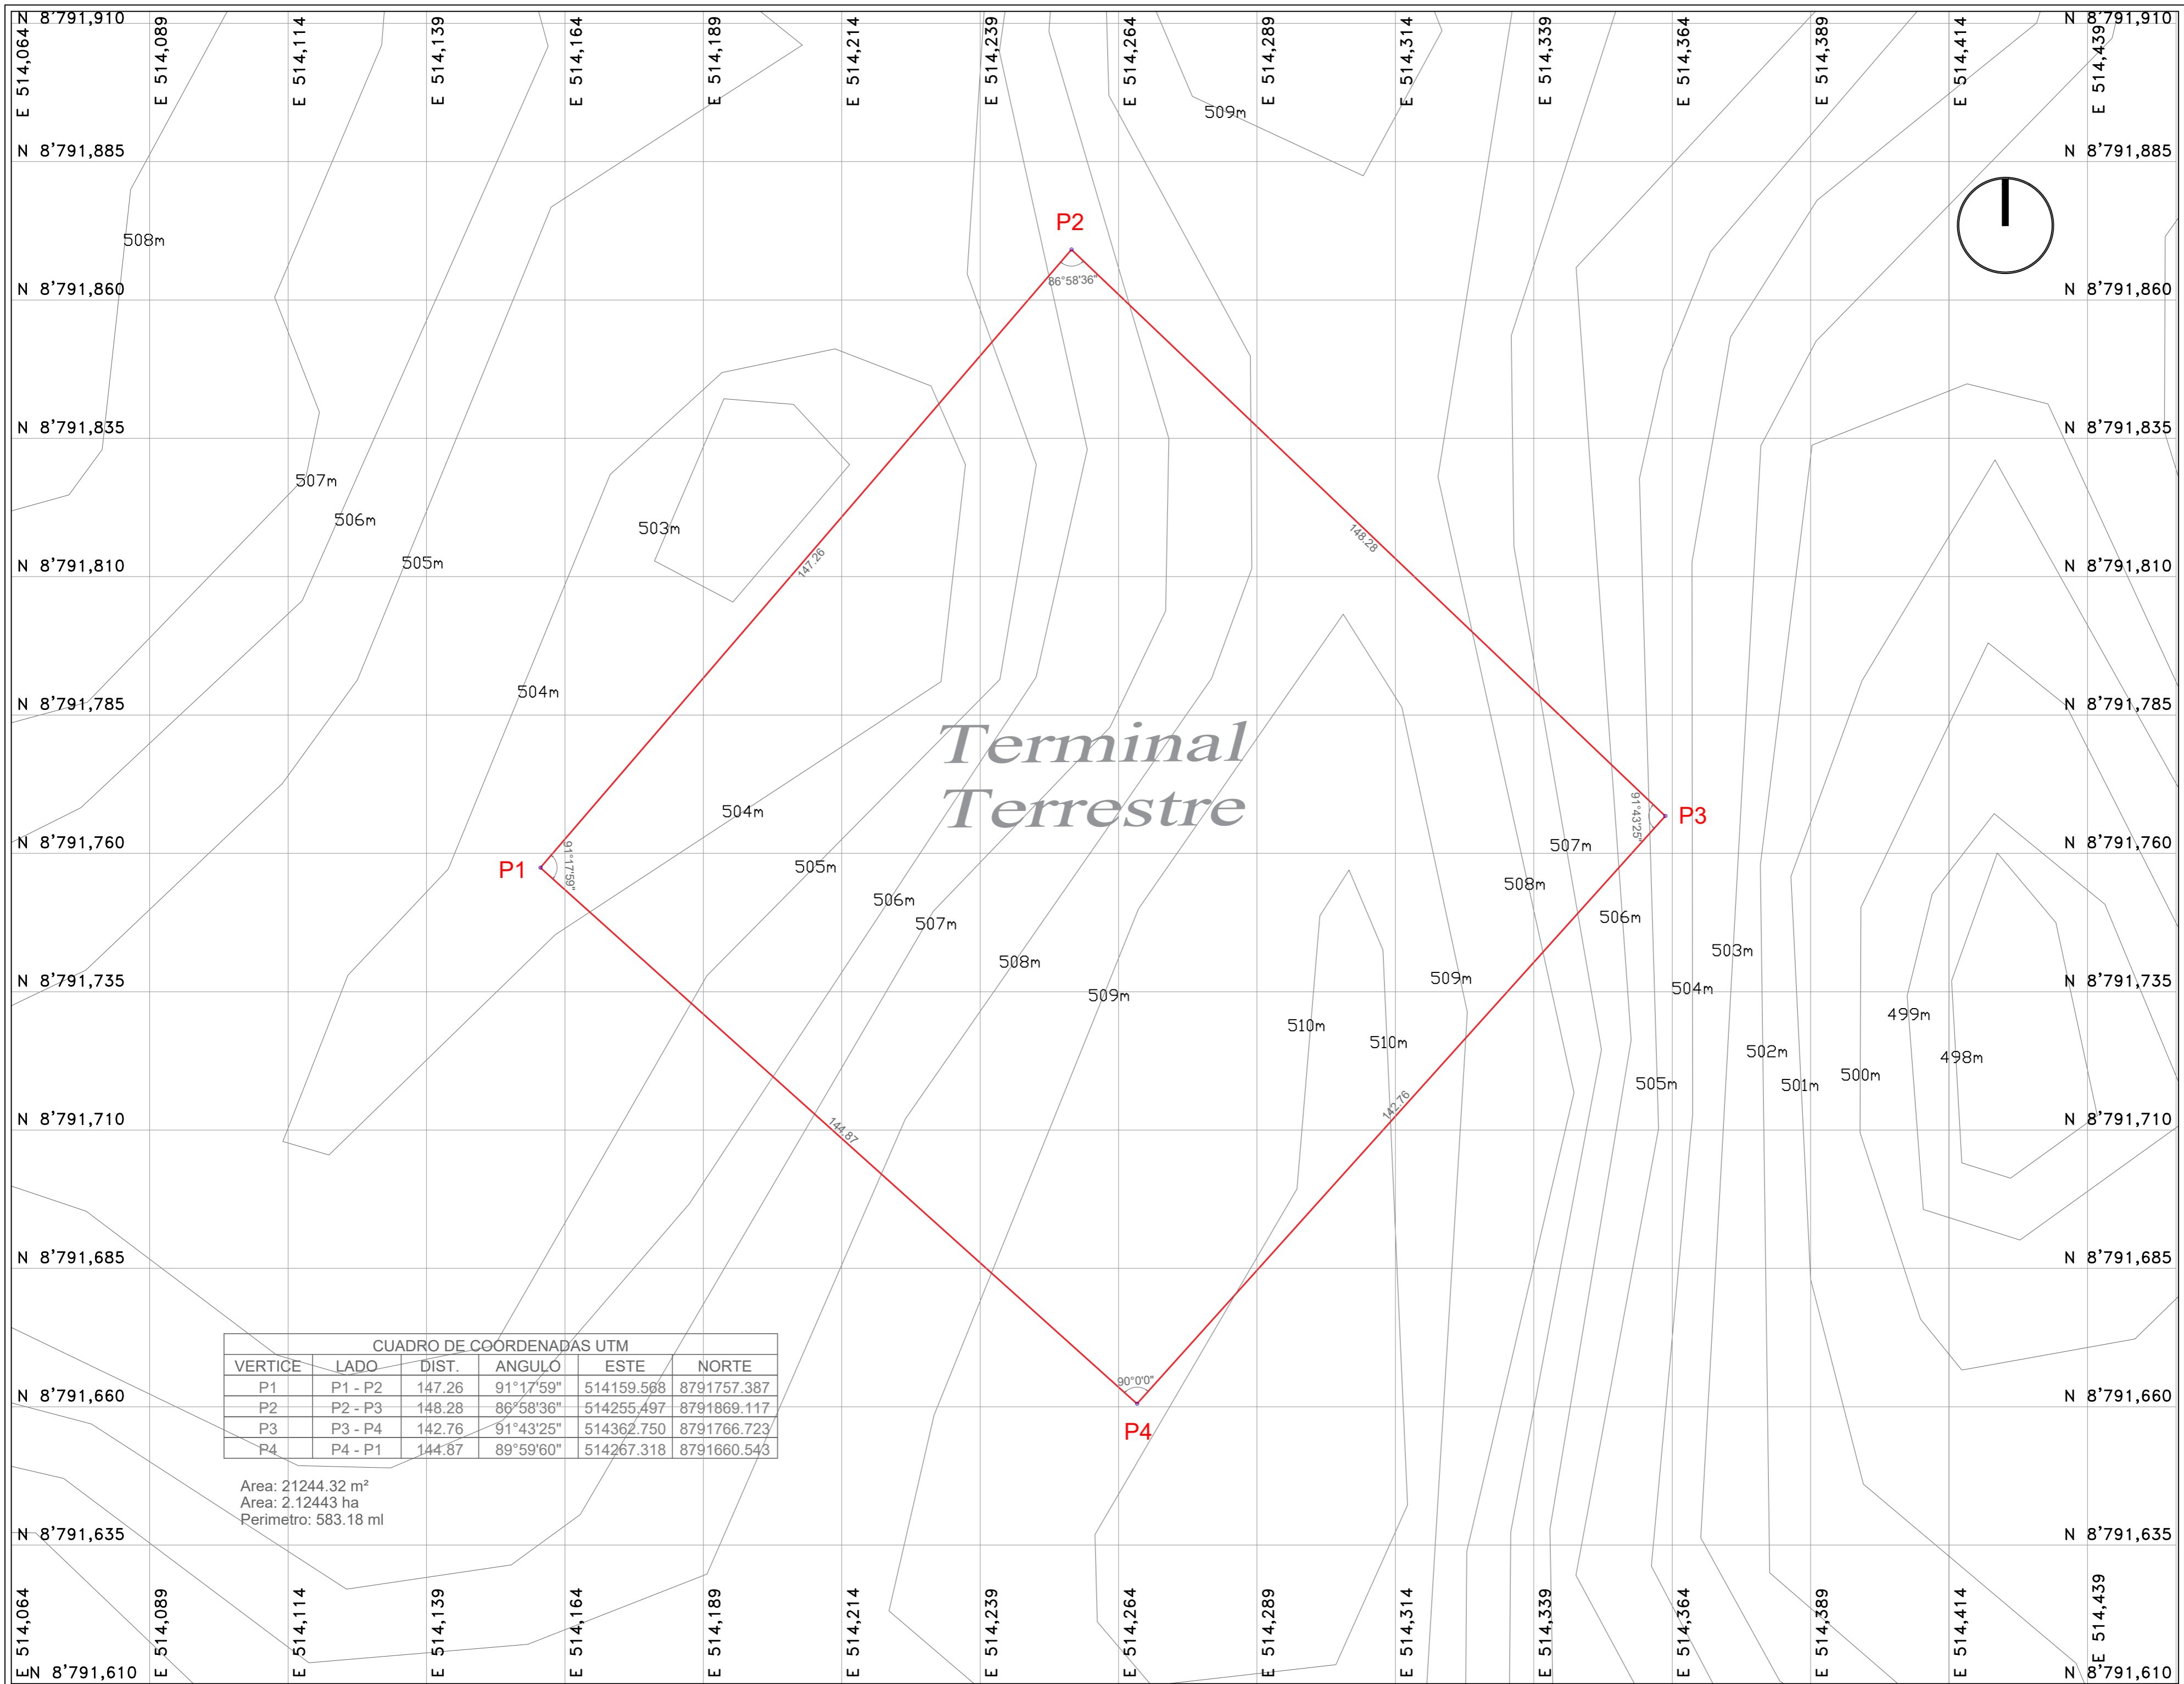 N 8'791,910
N 8'791,910
E 514,064
E 514,089
E 514,114
E 514,139
E 514,164
E 514,189
E 514,214
E 514,239
E 514,264
E 514,289
E 514,314
E 514,339
E 514,364
E 514,389
E 514,414
E 514,439
509m
N 8'791,885
N 8'791,885
P2
508m
86°58'36"
N 8'791,860
N 8'791,860
N 8'791,835
N 8'791,835
507m
506m
503m
148.28
505m
147.26
N 8'791,810
N 8'791,810
504m
N 8'791,785
N 8'791,785
Terminal
Terrestre
504m
91°43'25"
P3
N 8'791,760
N 8'791,760
507m
91°17'59"
P1
505m
508m
506m
507m
506m
503m
508m
509m
N 8'791,735
N 8'791,735
504m
509m
499m
510m
510m
502m
498m
500m
505m
501m
142.76
N 8'791,710
N 8'791,710
144.87
N 8'791,685
N 8'791,685
CUADRO DE COORDENADAS UTM
VERTICE LADO DIST. ANGULO ESTE NORTE
P1 P1 - P2 147.26 91°17'59" 514159.568 8791757.387
P2 P2 - P3 148.28 86°58'36" 514255.497 8791869.117
P3 P3 - P4 142.76 91°43'25" 514362.750 8791766.723
P4 P4 - P1 144.87 89°59'60" 514267.318 8791660.543
90°0'0"
N 8'791,660
N 8'791,660
P4
Area: 21244.32 m²
Area: 2.12443 ha
Perimetro: 583.18 ml
N 8'791,635
N 8'791,635
E 514,064
E 514,089
E 514,114
E 514,139
E 514,164
E 514,189
E 514,214
E 514,239
E 514,264
E 514,289
E 514,314
E 514,339
E 514,364
E 514,389
E 514,414
E 514,439
N 8'791,610
N 8'791,610